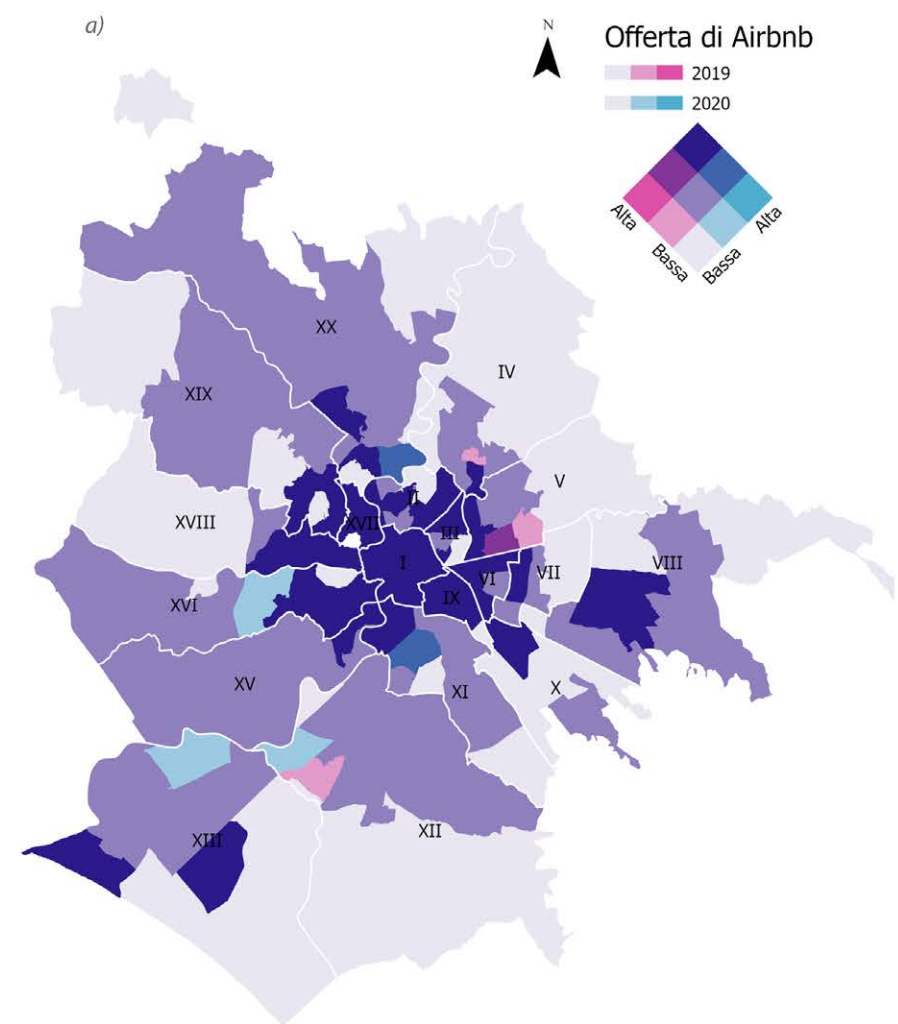 a)
N
Offerta di Airbnb
2019
2020
Alta
Bassa
Bassa
Alta
XX
IV
XIX
V
II
XVIII
XVII
III
VIII
I
VI
VII
IX
XVI
XV
XI
X
XIII
XII